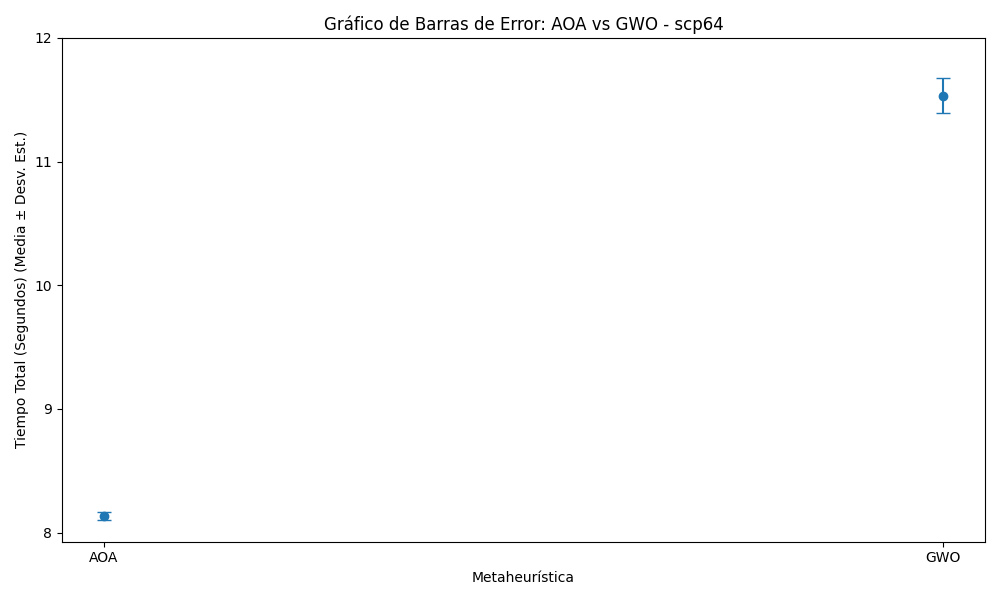 Gráfico de Barras de Error: AOA vs GWO - scp64
Tiempo Total (Segundos) (Media ± Desv. Est.)
12
11
10
9
8
AOA
GWO
Metaheurística